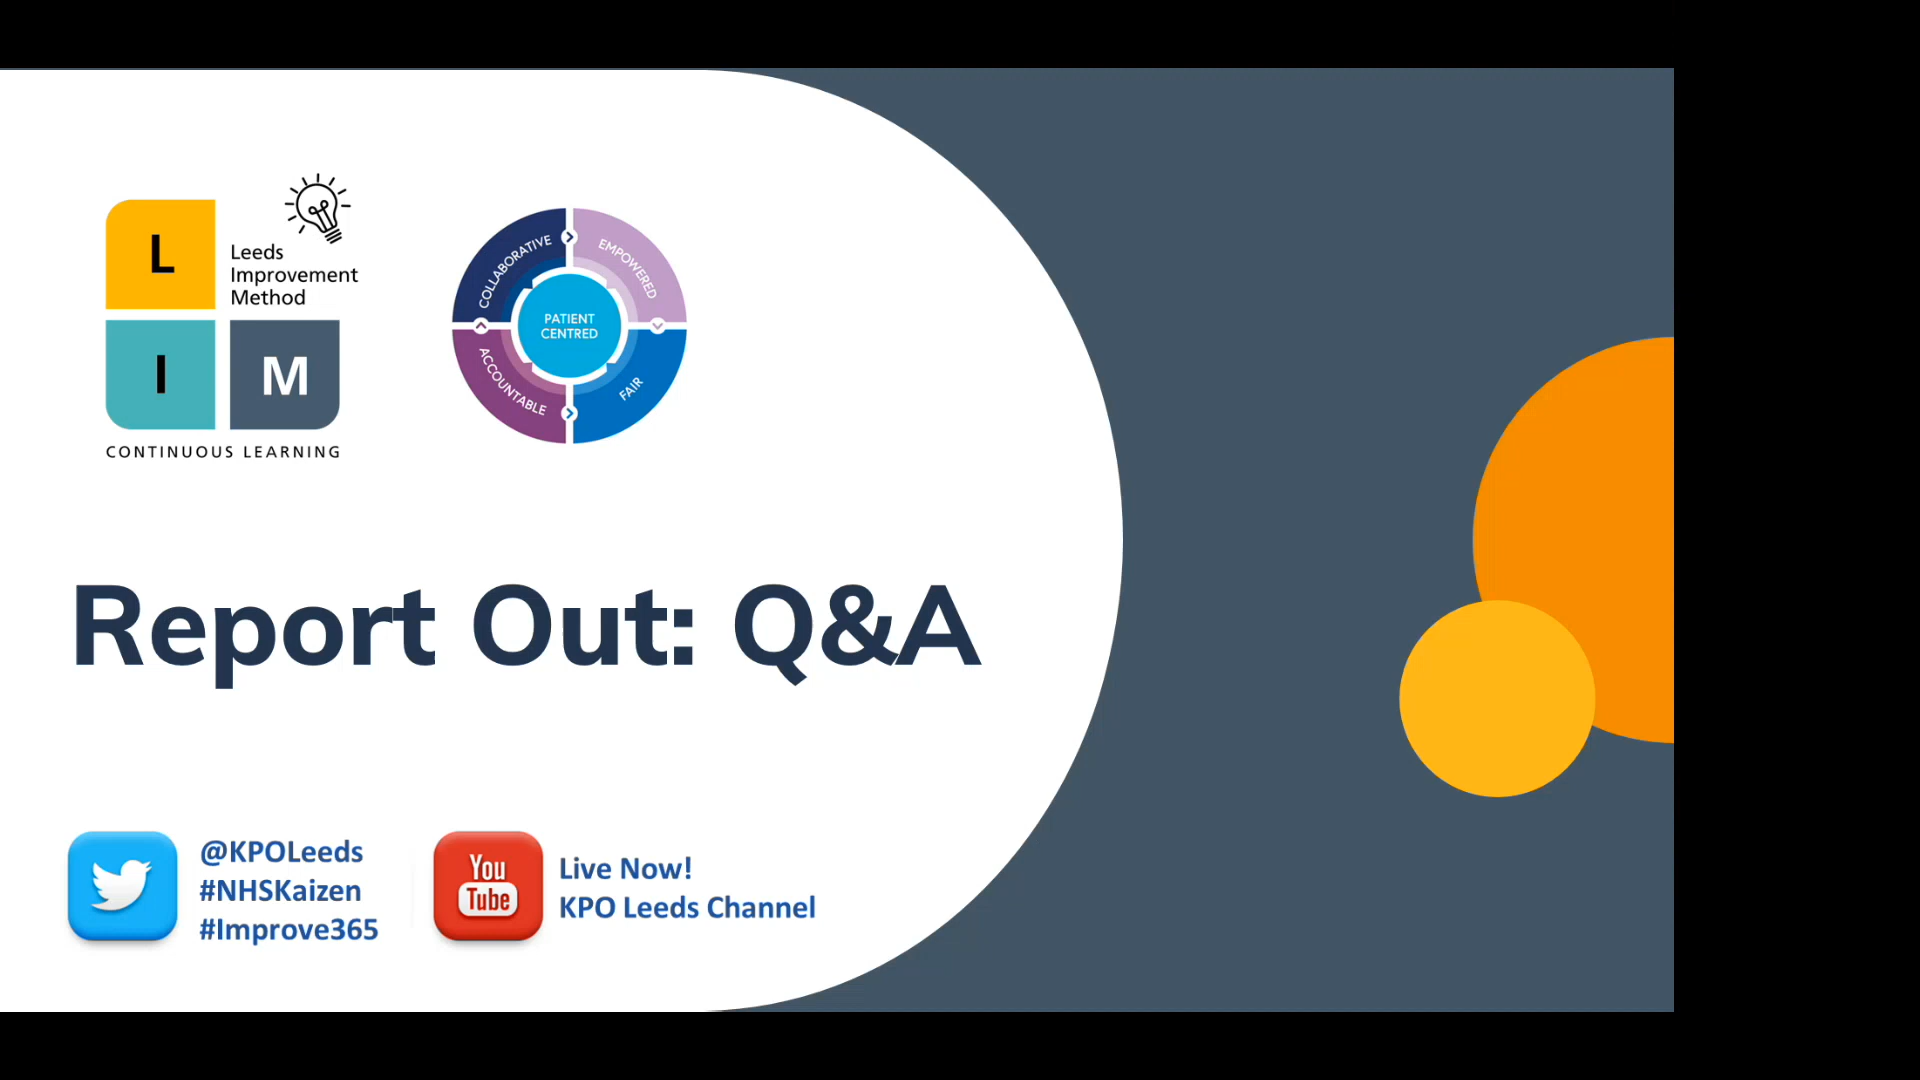 L
Leeds
Improvement
Method
I
M
CONTINUOUS LEARNING
COLLABORATIVE
EMPOWERED
PATIENT
CENTRED
ACCOUNTABLE
FAIR
Report Out: Q&A
@KPOLeeds
#NHSKaizen
#Improve365
You
Tube
Live Now!
KPO Leeds Channel